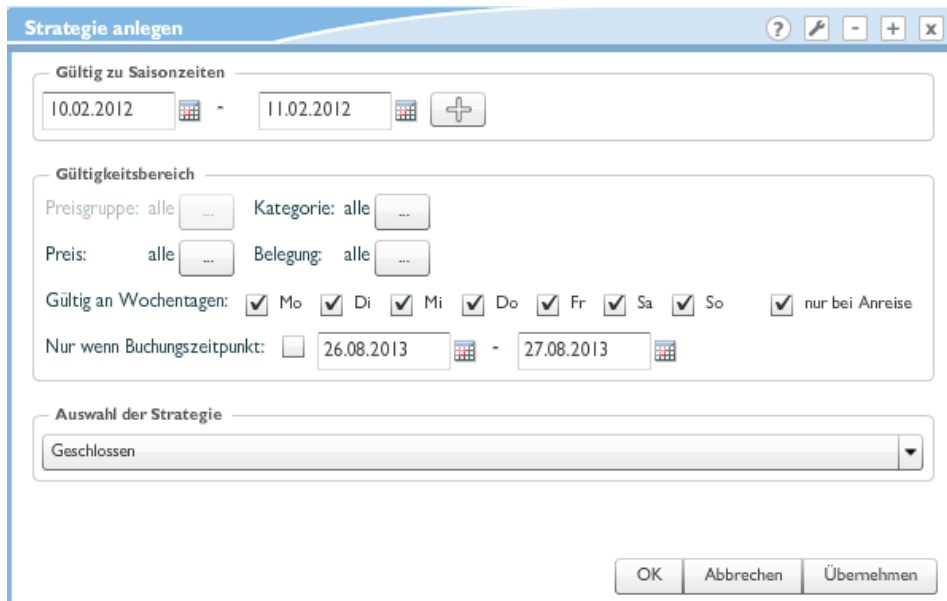 Strategie anlegen ? - + x
Gültig zu Saisonzeiten
10.02.2012 - 11.02.2012
Gültigkeitsbereich
Preisgruppe: alle ... Kategorie: alle ...
Preis: alle ... Belegung: alle ...
Gültig an Wochentagen: Mo Di Mi Do Fr Sa So nur bei Anreise
Nur wenn Buchungszeitpunkt: 26.08.2013 - 27.08.2013
Auswahl der Strategie
Geschlossen
OK Abbrechen Übernehmen